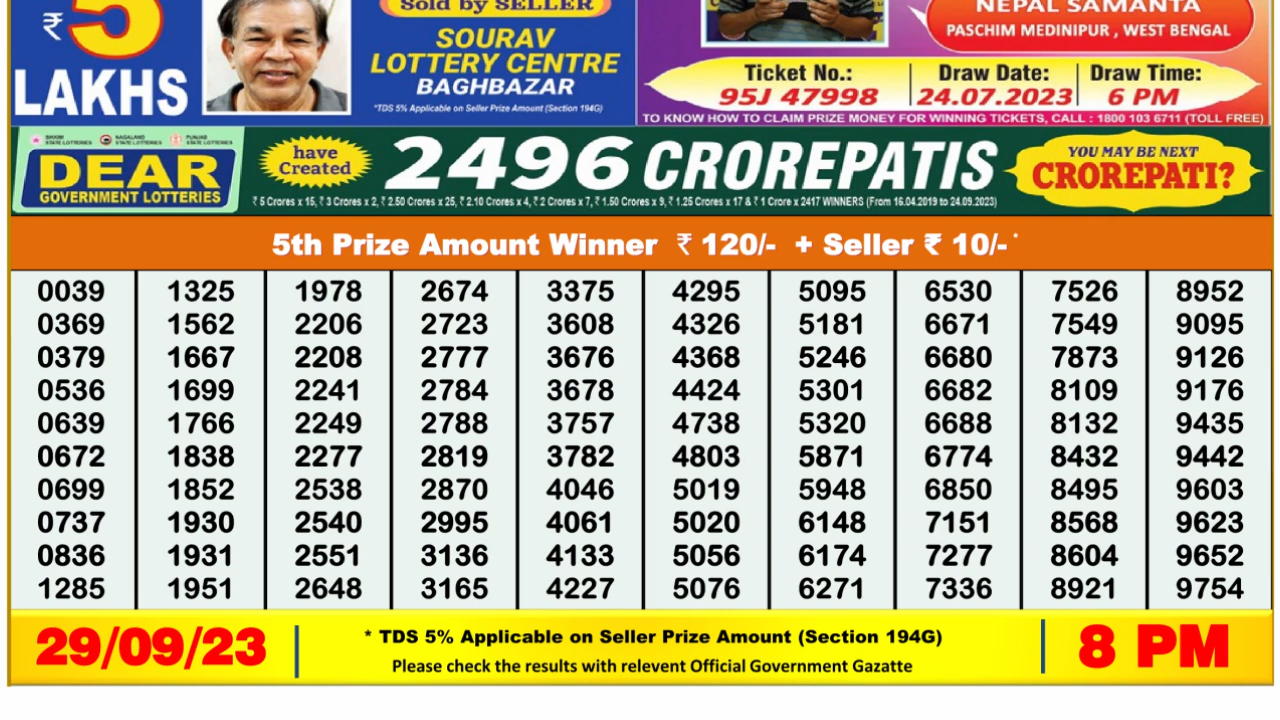 ₹ 5
LAKHS
Sold by SELLER
SOURAV
LOTTERY CENTRE
BAGHBAZAR
*TDS 5% Applicable on Seller Prize Amount (Section 194G)
NEPAL SAMANTA
PASCHIM MEDINIPUR , WEST BENGAL
Ticket No.: Draw Date: Draw Time:
95J 47998 24.07.2023 6 PM
TO KNOW HOW TO CLAIM PRIZE MONEY FOR WINNING TICKETS, CALL : 1800 103 6711 (TOLL FREE)
SIKKIM STATE LOTTERIES NAGALAND STATE LOTTERIES PUNJAB STATE LOTTERIES
DEAR
GOVERNMENT LOTTERIES
have
Created
2496 CROREPATIS
₹ 5 Crores x 15, ₹ 3 Crores x 2, ₹ 2.50 Crores x 25, ₹ 2.10 Crores x 4, ₹ 2 Crores x 7, ₹ 1.50 Crores x 9, ₹ 1.25 Crores x 17 & ₹ 1 Crore x 2417 WINNERS (From 16.04.2019 to 24.09.2023)
YOU MAY BE NEXT
CROREPATI?
5th Prize Amount Winner ₹ 120/- + Seller ₹ 10/- *
0039 1325 1978 2674 3375 4295 5095 6530 7526 8952
0369 1562 2206 2723 3608 4326 5181 6671 7549 9095
0379 1667 2208 2777 3676 4368 5246 6680 7873 9126
0536 1699 2241 2784 3678 4424 5301 6682 8109 9176
0639 1766 2249 2788 3757 4738 5320 6688 8132 9435
0672 1838 2277 2819 3782 4803 5871 6774 8432 9442
0699 1852 2538 2870 4046 5019 5948 6850 8495 9603
0737 1930 2540 2995 4061 5020 6148 7151 8568 9623
0836 1931 2551 3136 4133 5056 6174 7277 8604 9652
1285 1951 2648 3165 4227 5076 6271 7336 8921 9754
29/09/23
* TDS 5% Applicable on Seller Prize Amount (Section 194G)
Please check the results with relevent Official Government Gazatte
8 PM